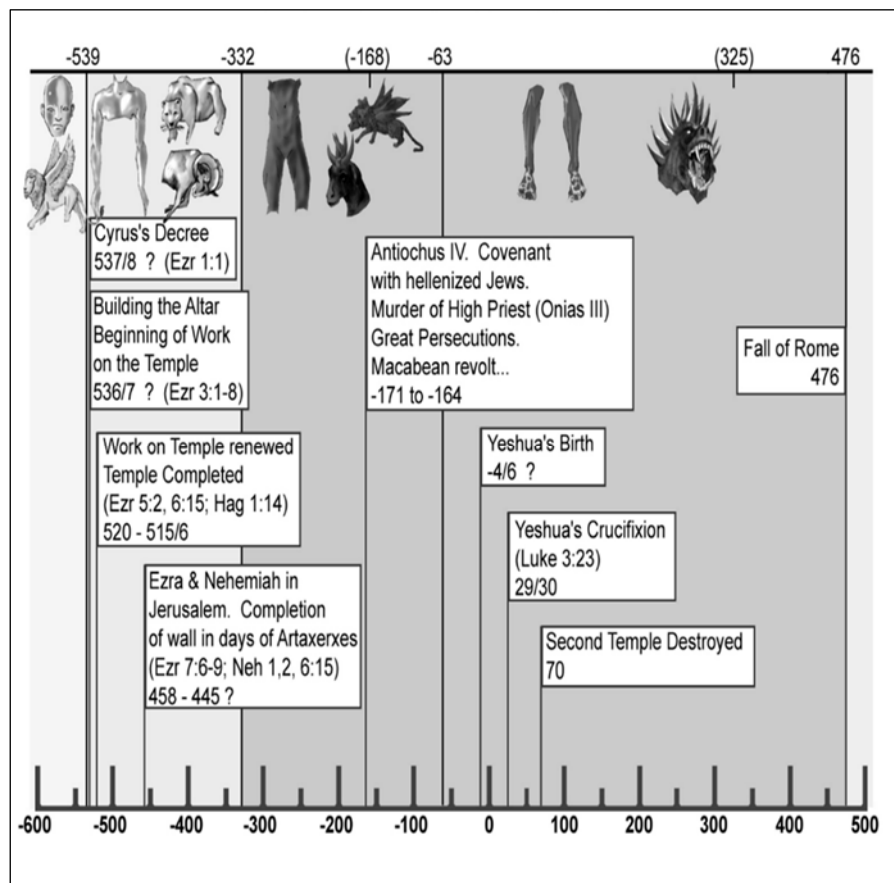 -539 -332 (-168) -63 (325) 476
Cyrus's Decree
537/8 ? (Ezr 1:1)
Building the Altar
Beginning of Work
on the Temple
536/7 ? (Ezr 3:1-8)
Work on Temple renewed
Temple Completed
(Ezr 5:2, 6:15; Hag 1:14)
520 - 515/6
Ezra & Nehemiah in
Jerusalem. Completion
of wall in days of Artaxerxes
(Ezr 7:6-9; Neh 1,2, 6:15)
458 - 445 ?
Antiochus IV. Covenant
with hellenized Jews.
Murder of High Priest (Onias III)
Great Persecutions.
Macabean revolt...
-171 to -164
Yeshua's Birth
-4/6 ?
Yeshua's Crucifixion
(Luke 3:23)
29/30
Second Temple Destroyed
70
Fall of Rome
476
-600 -500 -400 -300 -200 -100 0 100 200 300 400 500